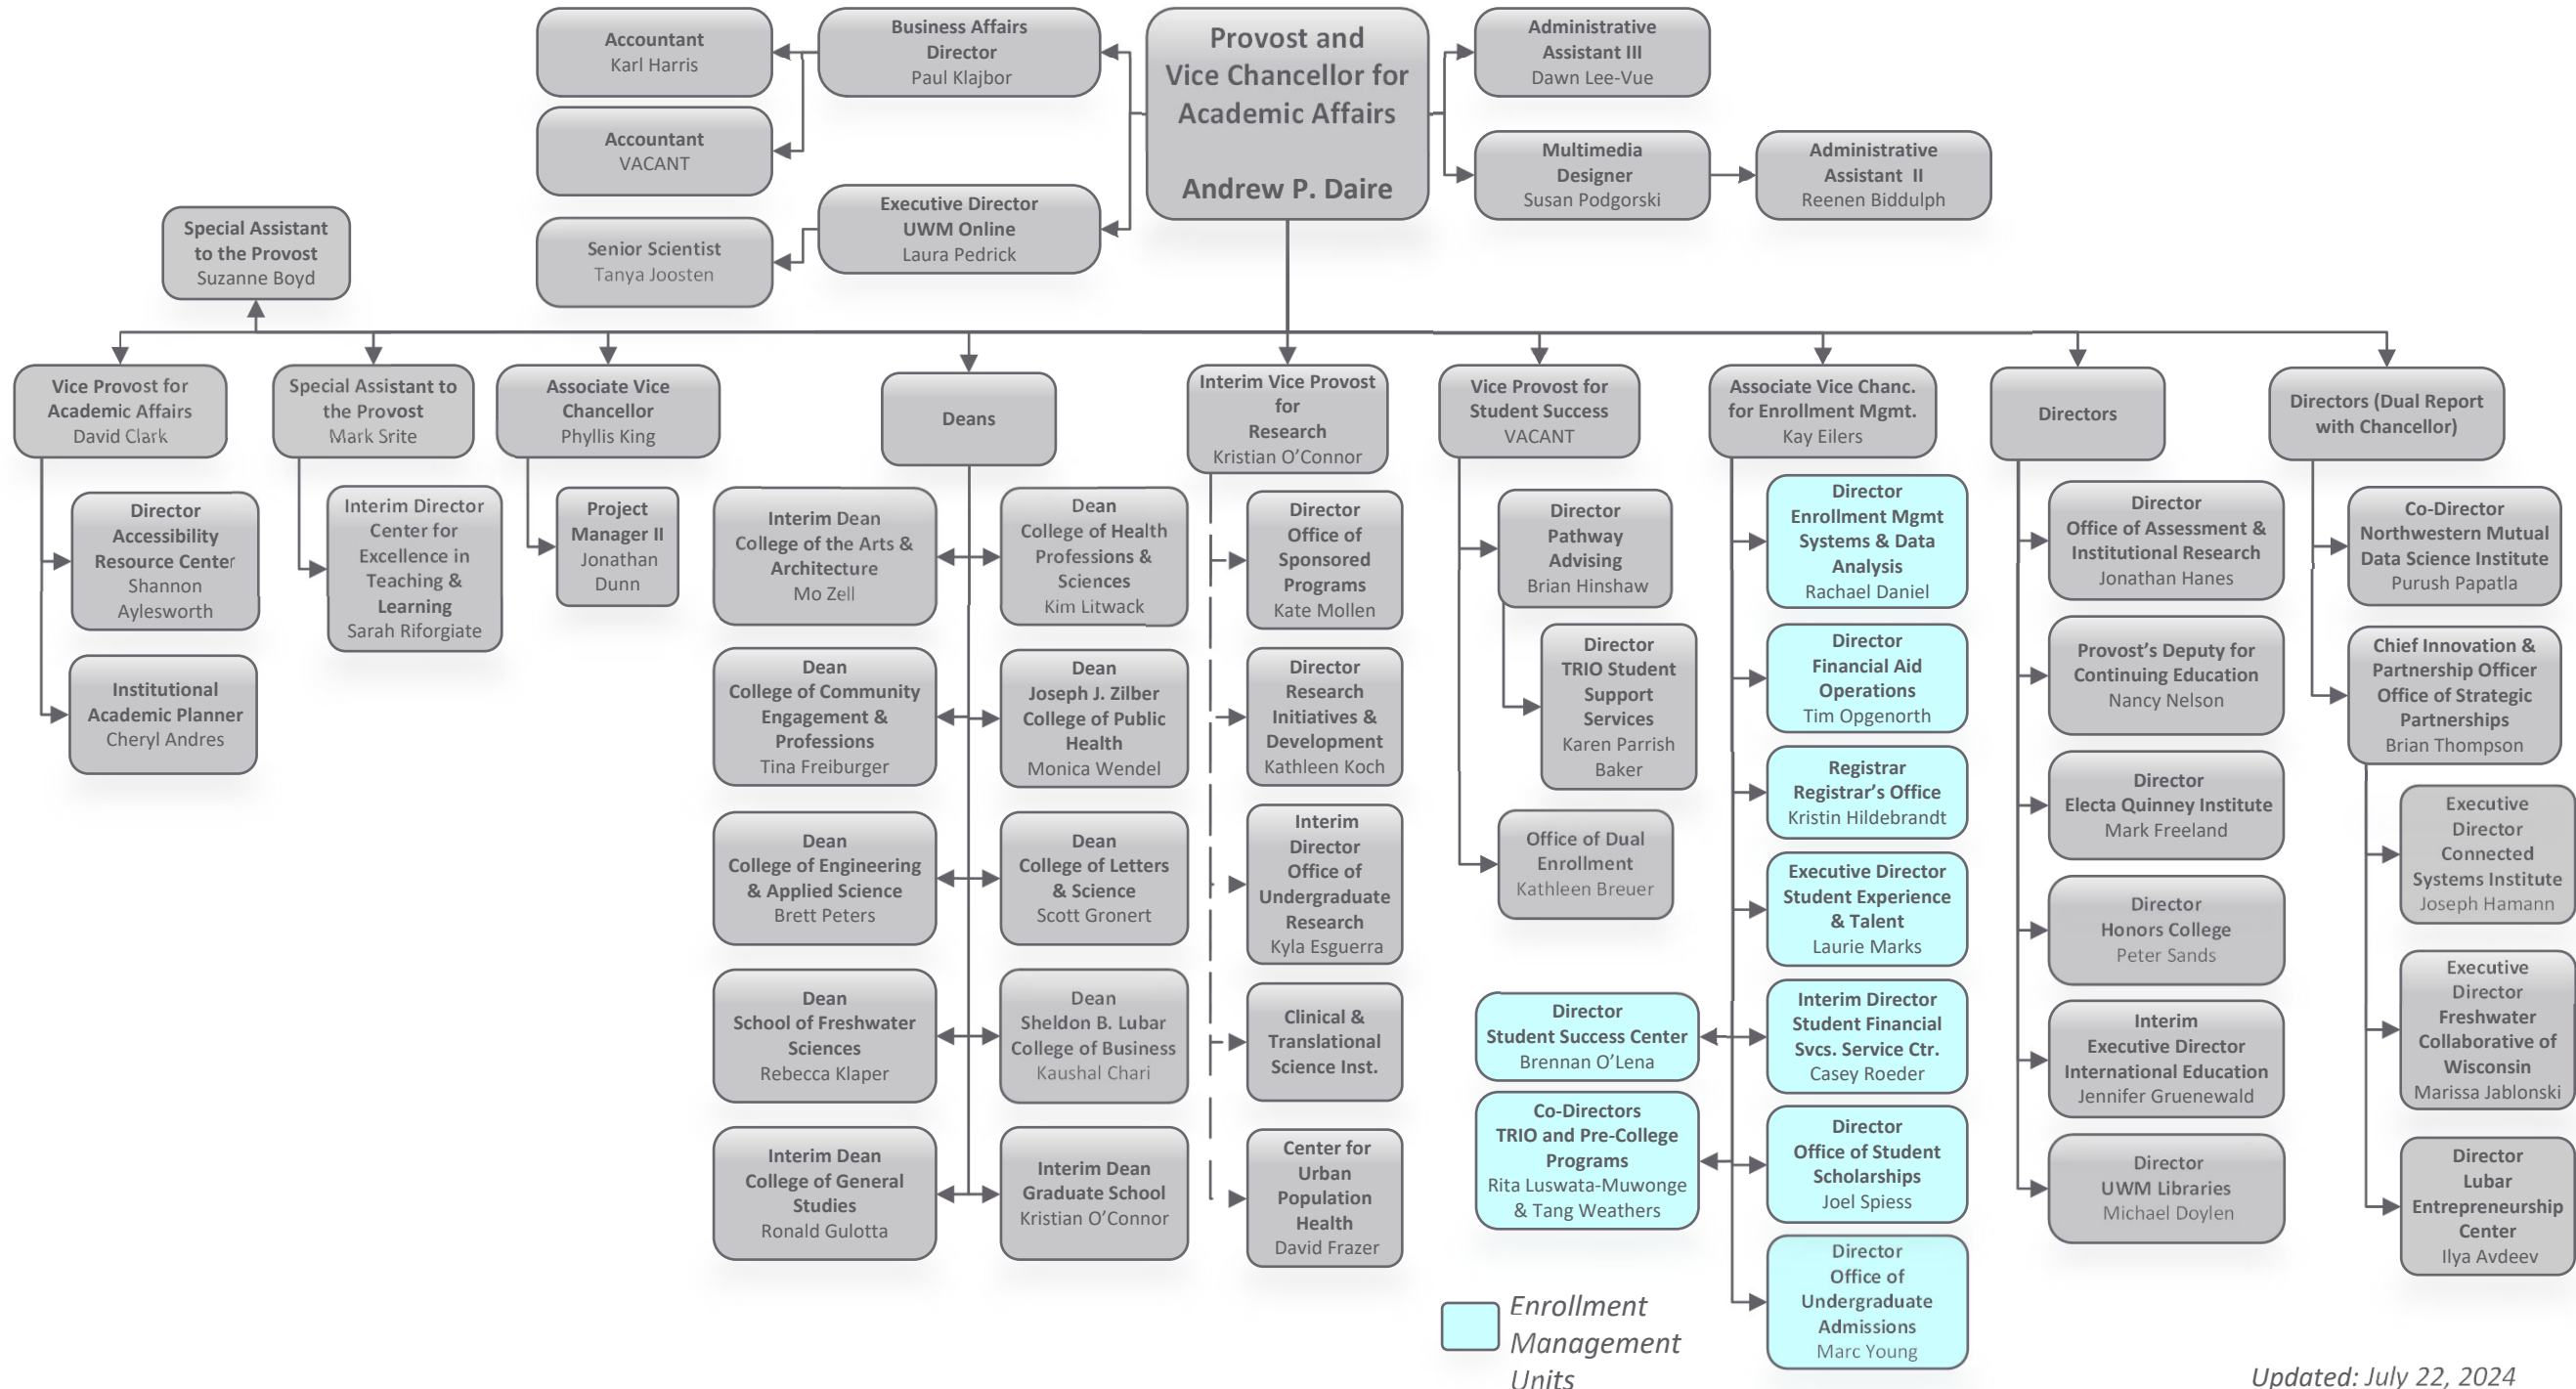 Accountant
Karl Harris
Business Affairs
Director
Paul Klajbor
Provost and
Vice Chancellor for
Academic Affairs
Andrew P. Daire
Administrative
Assistant III
Dawn Lee-Vue
Accountant
VACANT
Multimedia
Designer
Susan Podgorski
Administrative
Assistant II
Reenen Biddulph
Executive Director
UWM Online
Laura Pedrick
Senior Scientist
Tanya Joosten
Special Assistant
to the Provost
Suzanne Boyd
Vice Provost for
Academic Affairs
David Clark
Special Assistant to
the Provost
Mark Srite
Associate Vice
Chancellor
Phyllis King
Deans
Interim Vice Provost
for
Research
Kristian O'Connor
Vice Provost for
Student Success
VACANT
Associate Vice Chanc.
for Enrollment Mgmt.
Kay Eilers
Directors
Directors (Dual Report
with Chancellor)
Director
Accessibility
Resource Center
Shannon
Aylesworth
Institutional
Academic Planner
Cheryl Andres
Interim Director
Center for
Excellence in
Teaching &
Learning
Sarah Riforgiate
Project
Manager II
Jonathan
Dunn
Interim Dean
College of the Arts &
Architecture
Mo Zell
Dean
College of Health
Professions &
Sciences
Kim Litwack
Dean
College of Community
Engagement &
Professions
Tina Freiburger
Dean
Joseph J. Zilber
College of Public
Health
Monica Wendel
Dean
College of Engineering
& Applied Science
Brett Peters
Dean
College of Letters
& Science
Scott Gronert
Dean
School of Freshwater
Sciences
Rebecca Klaper
Dean
Sheldon B. Lubar
College of Business
Kaushal Chari
Interim Dean
College of General
Studies
Ronald Gulotta
Interim Dean
Graduate School
Kristian O'Connor
Director
Office of
Sponsored
Programs
Kate Mollen
Director
Research
Initiatives &
Development
Kathleen Koch
Interim
Director
Office of
Undergraduate
Research
Kyla Esguerra
Clinical &
Translational
Science Inst.
Center for
Urban
Population
Health
David Frazer
Director
Pathway
Advising
Brian Hinshaw
Director
TRIO Student
Support
Services
Karen Parrish
Baker
Office of Dual
Enrollment
Kathleen Breuer
Director
Enrollment Mgmt
Systems & Data
Analysis
Rachael Daniel
Director
Financial Aid
Operations
Tim Opgenorth
Registrar
Registrar's Office
Kristin Hildebrandt
Executive Director
Student Experience
& Talent
Laurie Marks
Director
Student Success Center
Brennan O'Lena
Interim Director
Student Financial
Svcs. Service Ctr.
Casey Roeder
Co-Directors
TRIO and Pre-College
Programs
Rita Luswata-Muwonge
& Tang Weathers
Director
Office of Student
Scholarships
Joel Spiess
Director
Office of
Undergraduate
Admissions
Marc Young
Director
Office of Assessment &
Institutional Research
Jonathan Hanes
Provost's Deputy for
Continuing Education
Nancy Nelson
Director
Electa Quinney Institute
Mark Freeland
Director
Honors College
Peter Sands
Interim
Executive Director
International Education
Jennifer Gruenewald
Director
UWM Libraries
Michael Doylen
Co-Director
Northwestern Mutual
Data Science Institute
Purush Papatla
Chief Innovation &
Partnership Officer
Office of Strategic
Partnerships
Brian Thompson
Executive
Director
Connected
Systems Institute
Joseph Hamann
Executive
Director
Freshwater
Collaborative of
Wisconsin
Marissa Jablonski
Director
Lubar
Entrepreneurship
Center
Ilya Avdeev
Enrollment
Management
Units
Updated: July 22, 2024